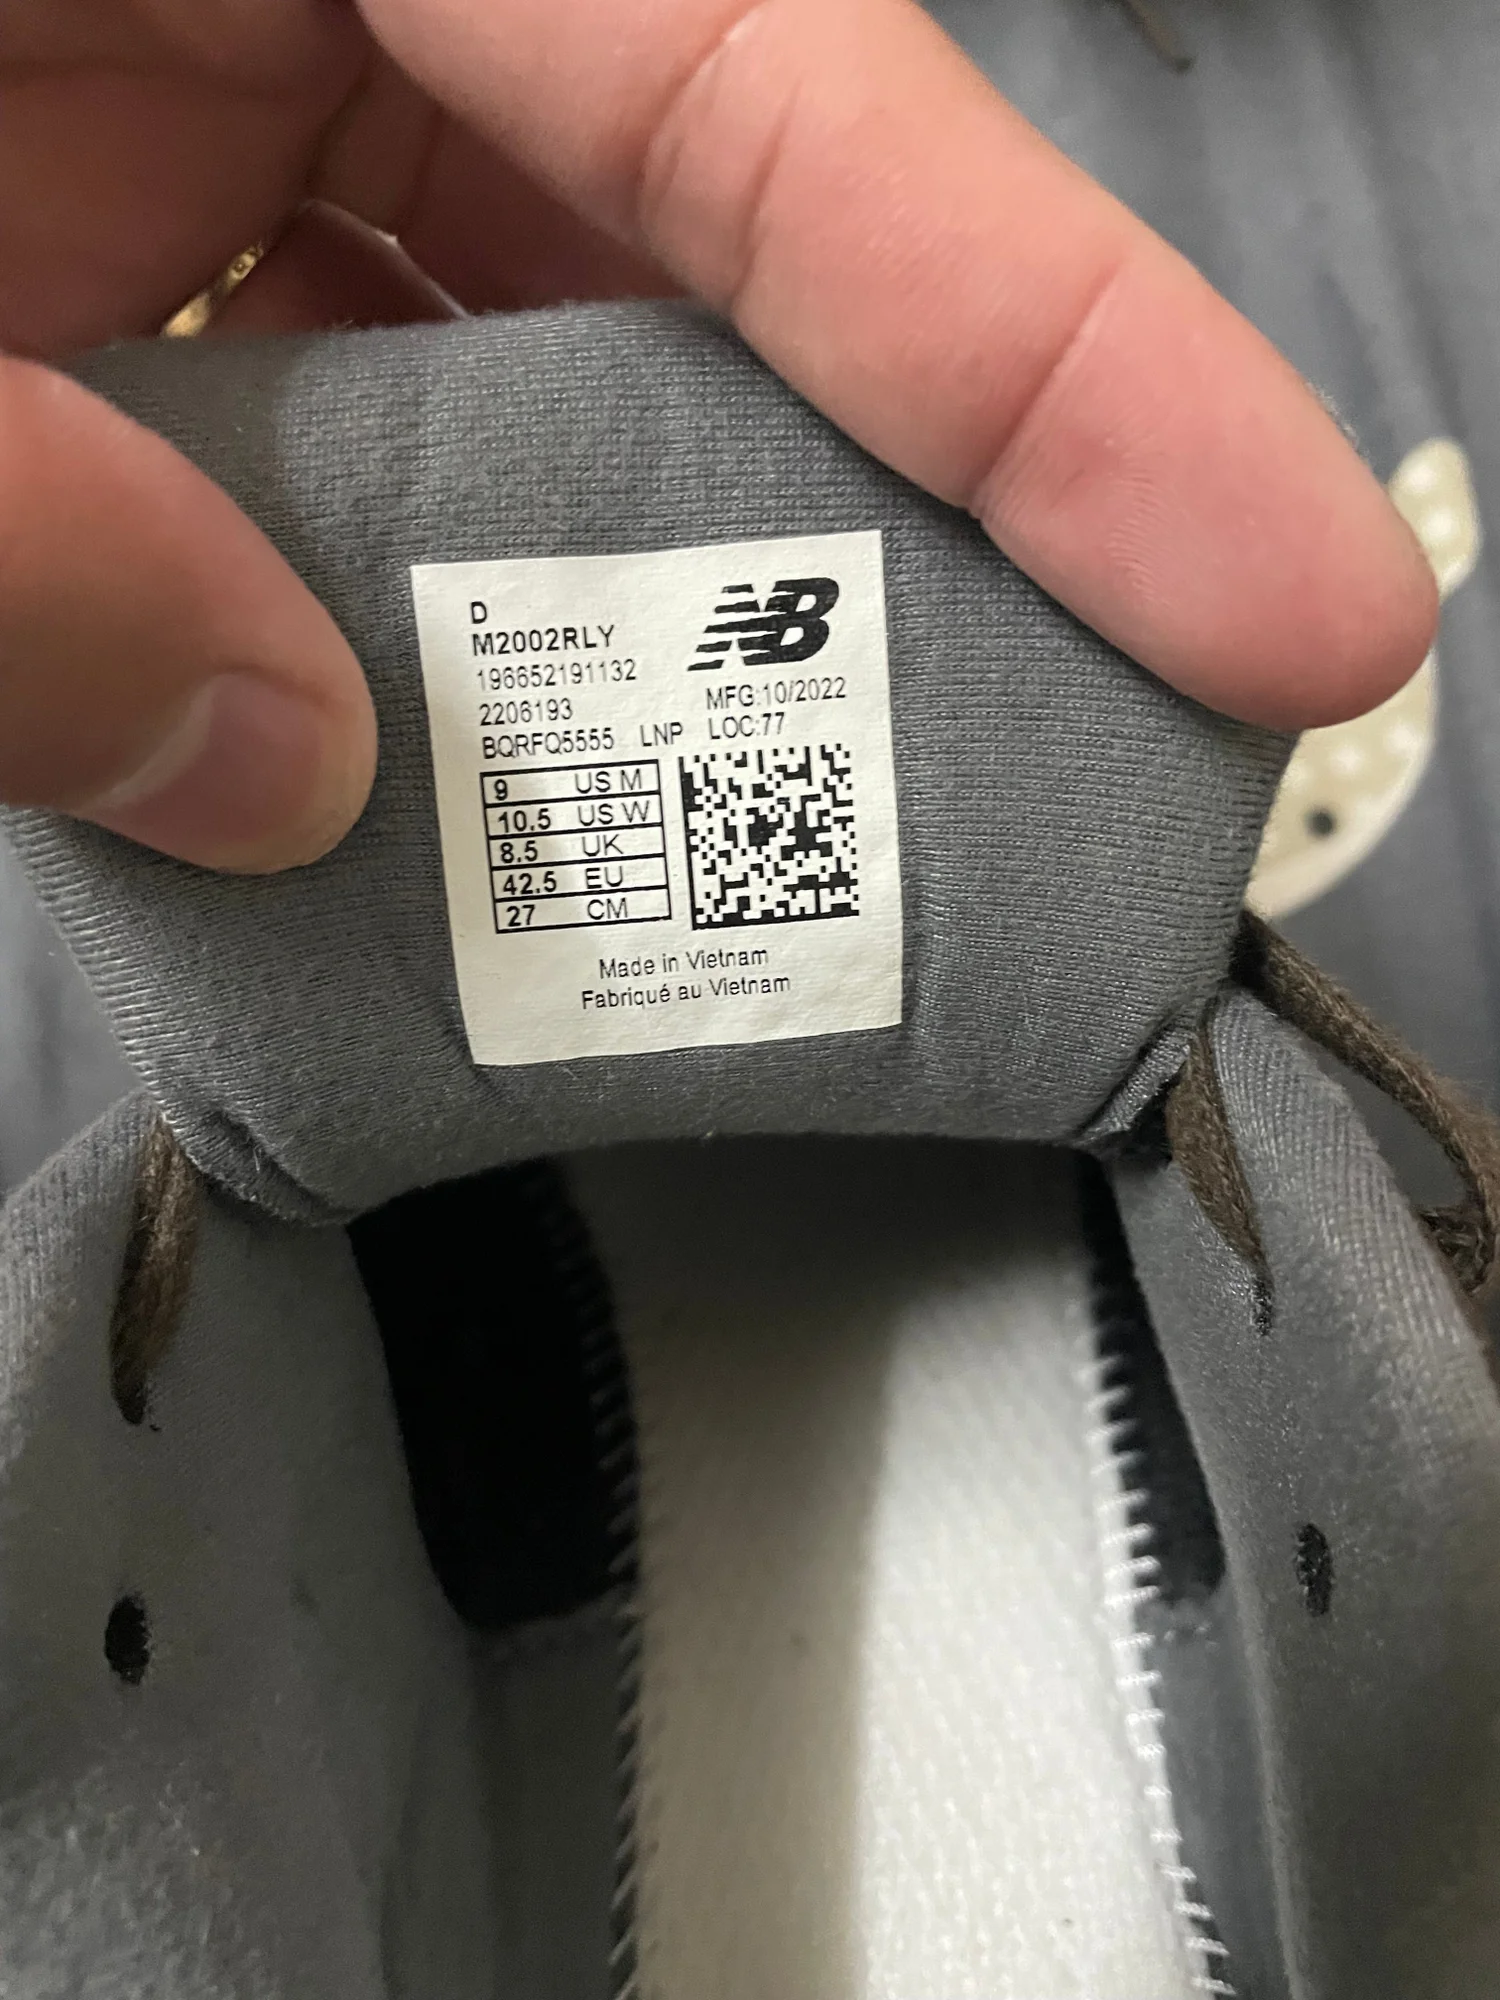 D
M2002RLY
NB
196652191132
2206193 MFG:10/2022
BQRFQ5555 LNP LOC:77
9 US M
10.5 US W
8.5 UK
42.5 EU
27 CM
Made in Vietnam
Fabriqué au Vietnam